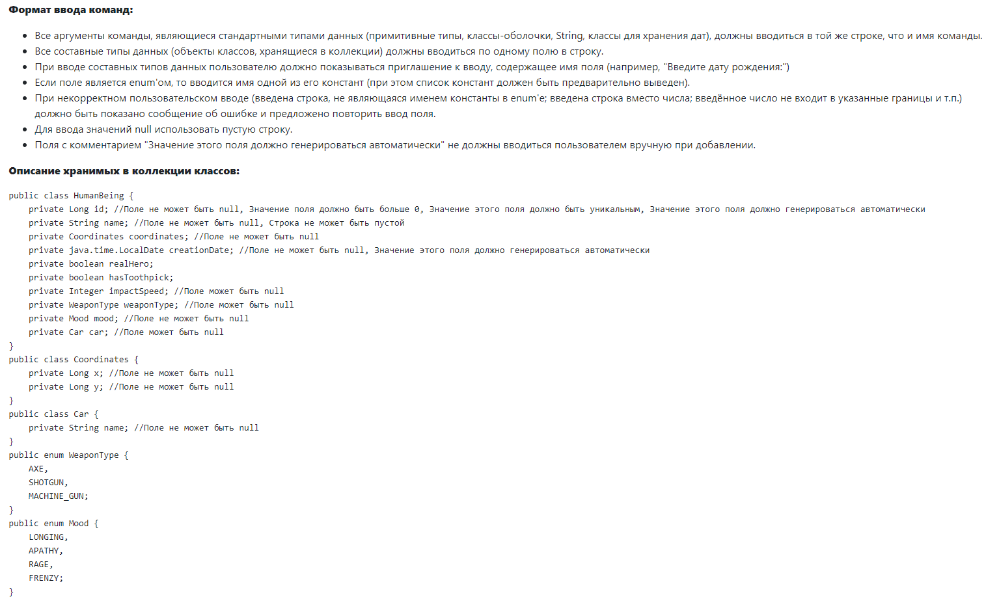 Формат ввода команд:
Все аргументы команды, являющиеся стандартными типами данных (примитивные типы, классы-оболочки, String, классы для хранения дат), должны вводиться в той же строке, что и имя команды.
Все составные типы данных (объекты классов, хранящиеся в коллекции) должны вводиться по одному полю в строку.
При вводе составных типов данных пользователю должно показываться приглашение к вводу, содержащее имя поля (например, "Введите дату рождения:")
Если поле является enum'ом, то вводится имя одной из его констант (при этом список констант должен быть предварительно выведен).
При некорректном пользовательском вводе (введена строка, не являющаяся именем константы в enum'е; введена строка вместо числа; введённое число не входит в указанные границы и т.п.)
должно быть показано сообщение об ошибке и предложено повторить ввод поля.
Для ввода значений null использовать пустую строку.
Поля с комментарием "Значение этого поля должно генерироваться автоматически" не должны вводиться пользователем вручную при добавлении.
Описание хранимых в коллекции классов:
public class HumanBeing {
    private Long id; //Поле не может быть null, Значение поля должно быть больше 0, Значение этого поля должно быть уникальным, Значение этого поля должно генерироваться автоматически
    private String name; //Поле не может быть null, Строка не может быть пустой
    private Coordinates coordinates; //Поле не может быть null
    private java.time.LocalDate creationDate; //Поле не может быть null, Значение этого поля должно генерироваться автоматически
    private boolean realHero;
    private boolean hasToothpick;
    private Integer impactSpeed; //Поле может быть null
    private WeaponType weaponType; //Поле может быть null
    private Mood mood; //Поле не может быть null
    private Car car; //Поле может быть null
}
public class Coordinates {
    private Long x; //Поле не может быть null
    private Long y; //Поле не может быть null
}
public class Car {
    private String name; //Поле не может быть null
}
public enum WeaponType {
    AXE,
    SHOTGUN,
    MACHINE_GUN;
}
public enum Mood {
    LONGING,
    APATHY,
    RAGE,
    FRENZY;
}